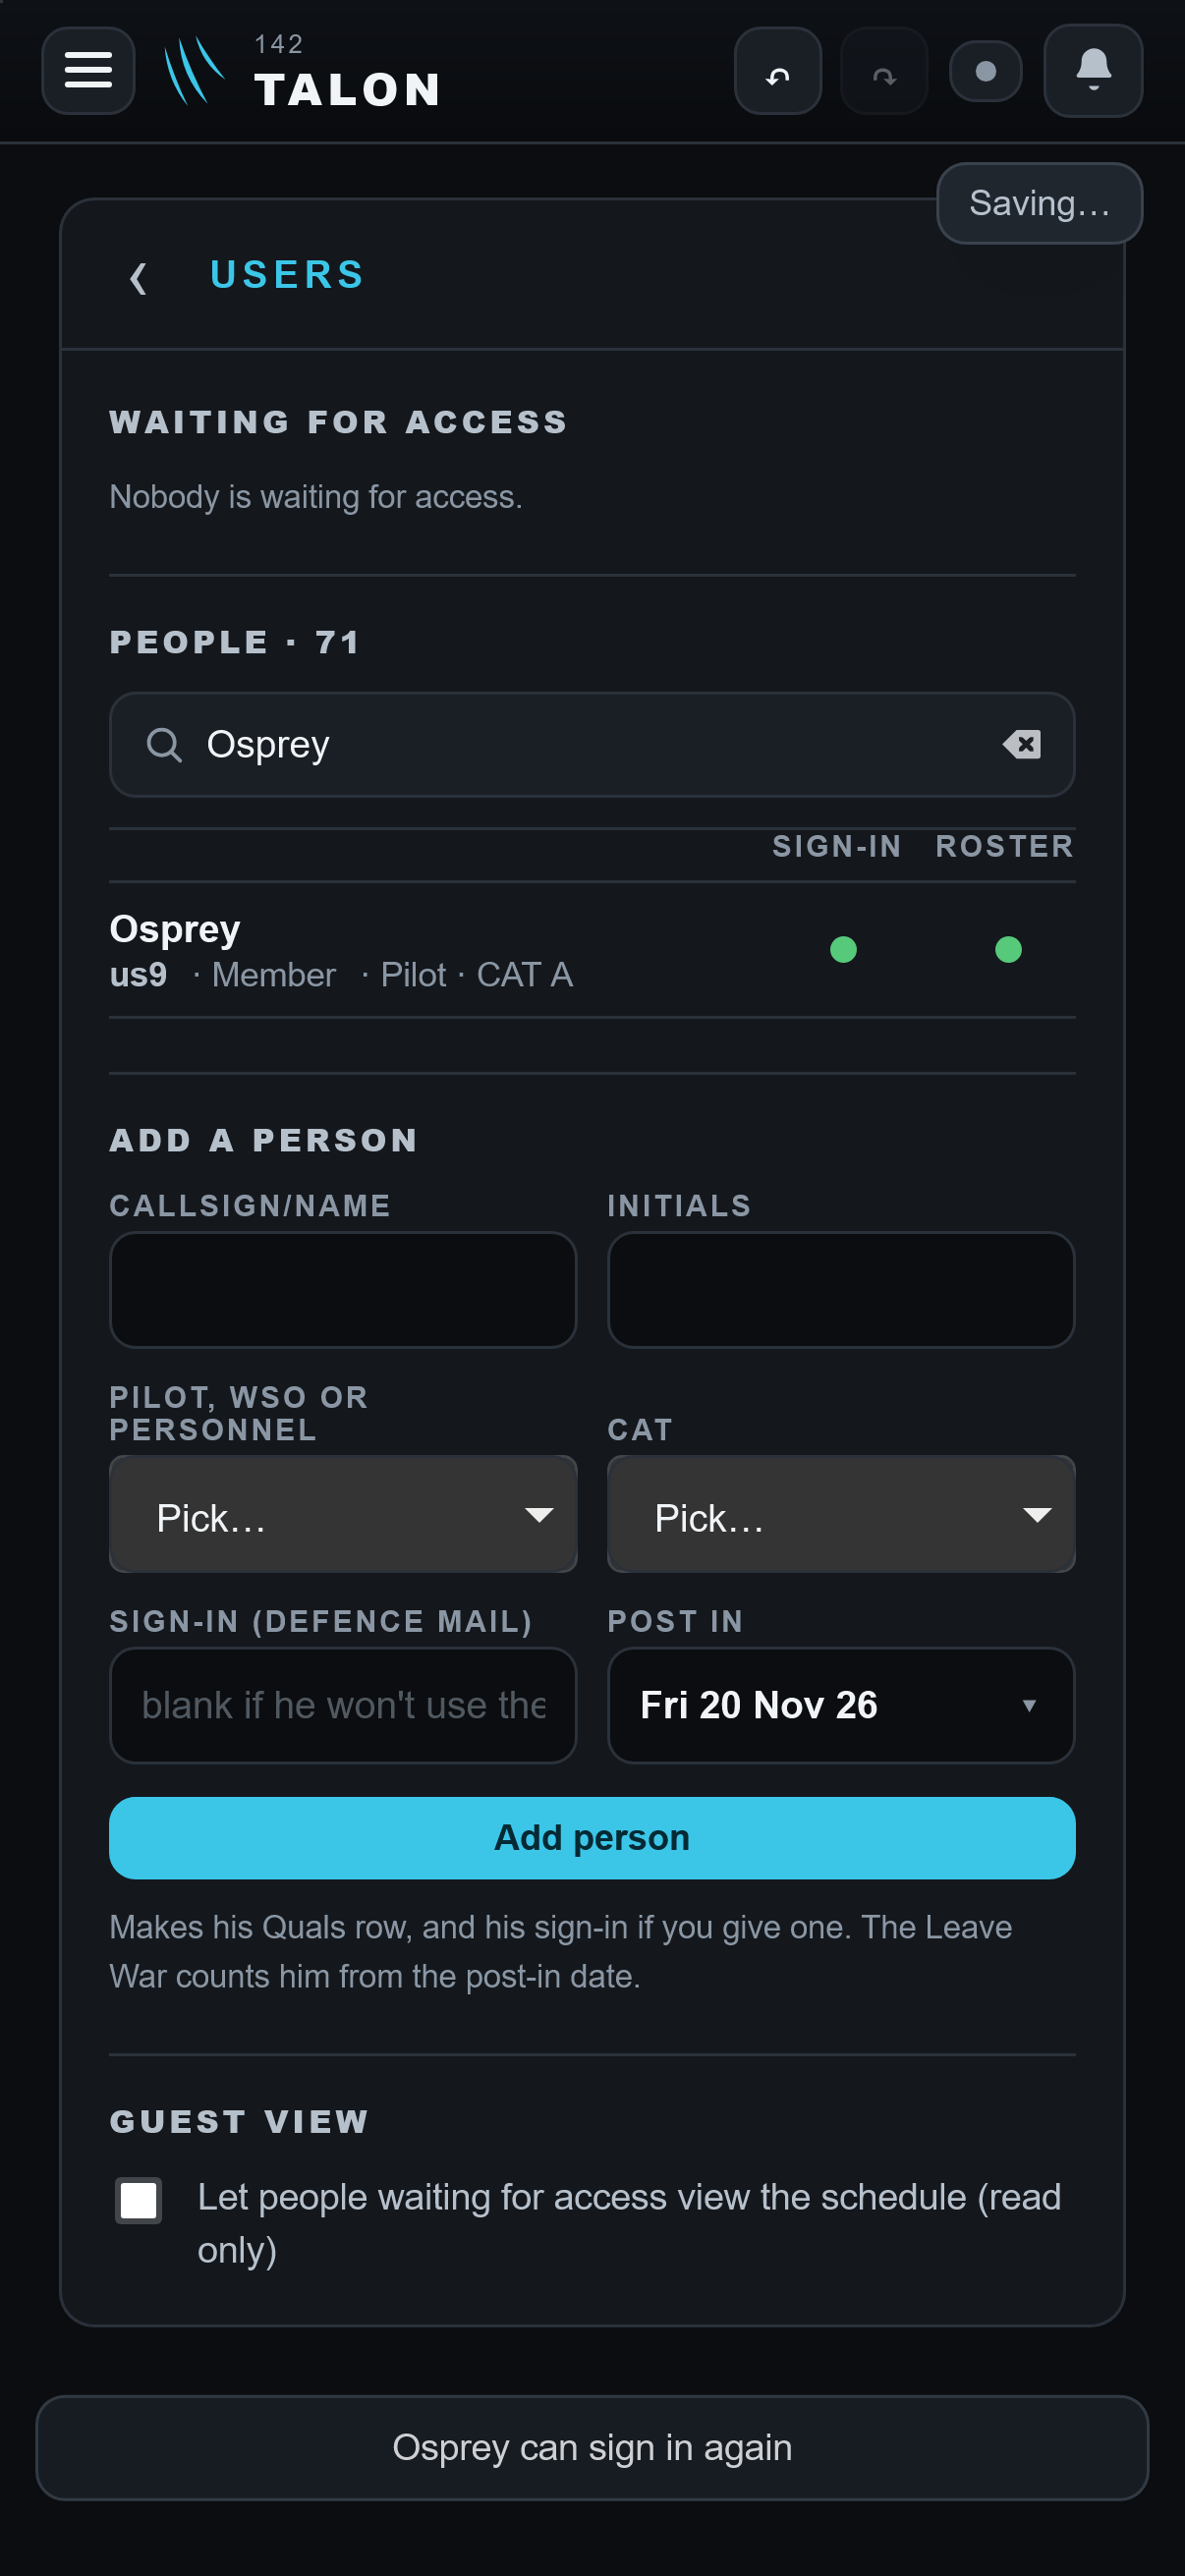 142
TALON
Saving…
USERS
WAITING FOR ACCESS
Nobody is waiting for access.
PEOPLE · 71
Osprey
SIGN-IN ROSTER
Osprey
us9 · Member · Pilot · CAT A
ADD A PERSON
CALLSIGN/NAME INITIALS
PILOT, WSO OR
PERSONNEL CAT
Pick… Pick…
SIGN-IN (DEFENCE MAIL) POST IN
blank if he won't use the Fri 20 Nov 26
Add person
Makes his Quals row, and his sign-in if you give one. The Leave
War counts him from the post-in date.
GUEST VIEW
Let people waiting for access view the schedule (read
only)
Osprey can sign in again